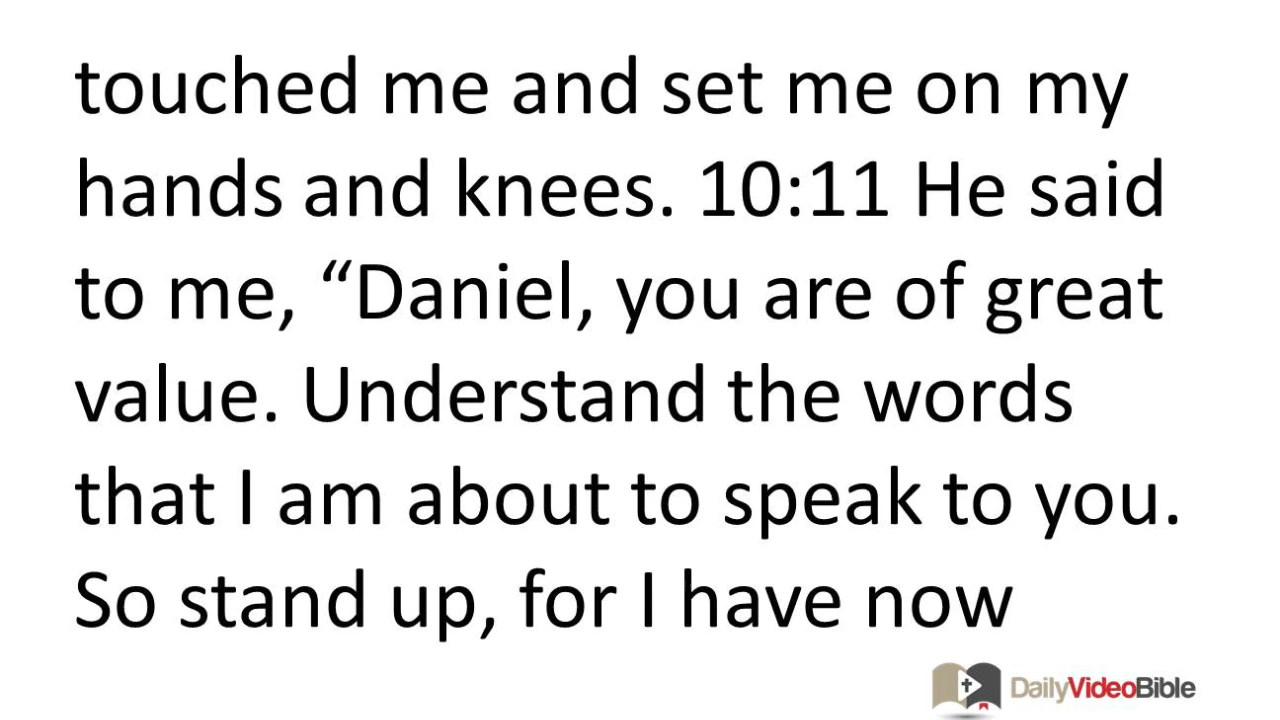 touched me and set me on my
hands and knees. 10:11 He said
to me, “Daniel, you are of great
value. Understand the words
that I am about to speak to you.
So stand up, for I have now
DailyVideoBible